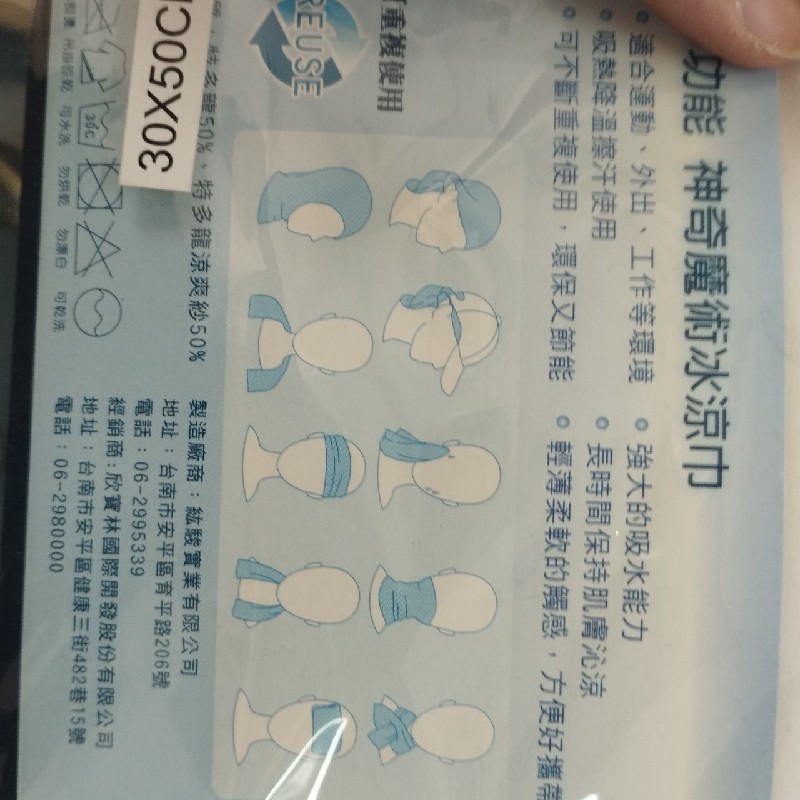 功能 神奇魔術冰涼巾
適合運動、外出、工作等環境
吸熱降溫擦汗使用
可不斷重複使用，環保又節能
強大的吸水能力
長時間保持肌膚沁涼
輕薄柔軟的觸感，方便好攜帶
重複使用
REUSE
特多龍50%、特多龍涼爽紗50%
30X50C
30C
可水洗
勿烘乾
勿漂白
可乾洗
製造廠商：紘駿實業有限公司
地址：台南市安平區育平路206號
電話：06-2995339
經銷商：欣寶林國際開發股份有限公司
地址：台南市安平區健康三街482巷15號
電話：06-2980000